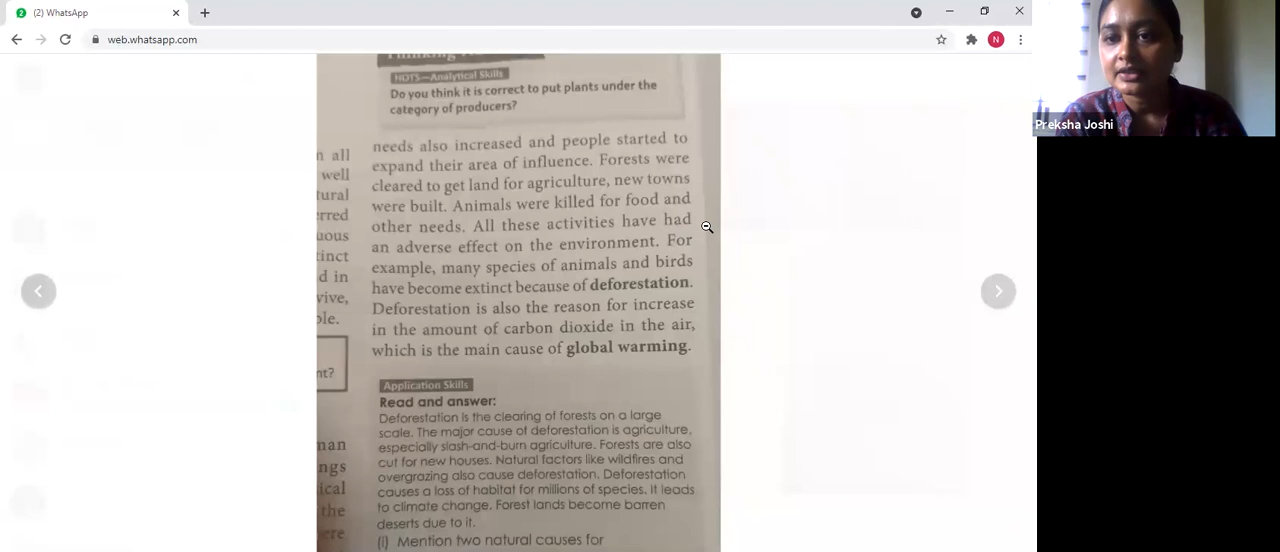 2
(2) WhatsApp
web.whatsapp.com
N
Preksha Joshi
HOTS—Analytical Skills
Do you think it is correct to put plants under the
category of producers?
needs also increased and people started to
expand their area of influence. Forests were
cleared to get land for agriculture, new towns
were built. Animals were killed for food and
other needs. All these activities have had
an adverse effect on the environment. For
example, many species of animals and birds
have become extinct because of deforestation.
Deforestation is also the reason for increase
in the amount of carbon dioxide in the air,
which is the main cause of global warming.
Application Skills
Read and answer:
Deforestation is the clearing of forests on a large
scale. The major cause of deforestation is agriculture,
especially slash-and-burn agriculture. Forests are also
cut for new houses. Natural factors like wildfires and
overgrazing also cause deforestation. Deforestation
causes a loss of habitat for millions of species. It leads
to climate change. Forest lands become barren
deserts due to it.
(i) Mention two natural causes for